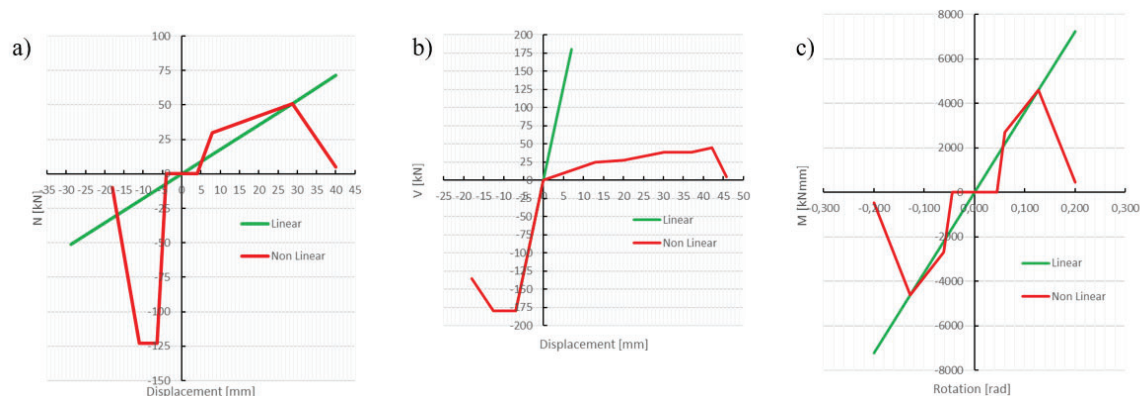 a)
100
75
50
25
0
-25
-50
-75
-100
-125
-150
-35 -30 -25 -20 -15 -10 -5 0 5 10 15 20 25 30 35 40 45
N [kN]
Displacement [mm]
Linear
Non Linear
b)
200
175
150
125
100
75
50
25
0
-25
-50
-75
-100
-125
-150
-175
-200
-25 -20 -15 -10 -5 0 5 10 15 20 25 30 35 40 45 50
V [kN]
Displacement [mm]
Linear
Non Linear
c)
8000
6000
4000
2000
0
-2000
-4000
-6000
-8000
-0,300 -0,200 -0,100 0,000 0,100 0,200 0,300
M [kNmm]
Rotation [rad]
Linear
Non Linear